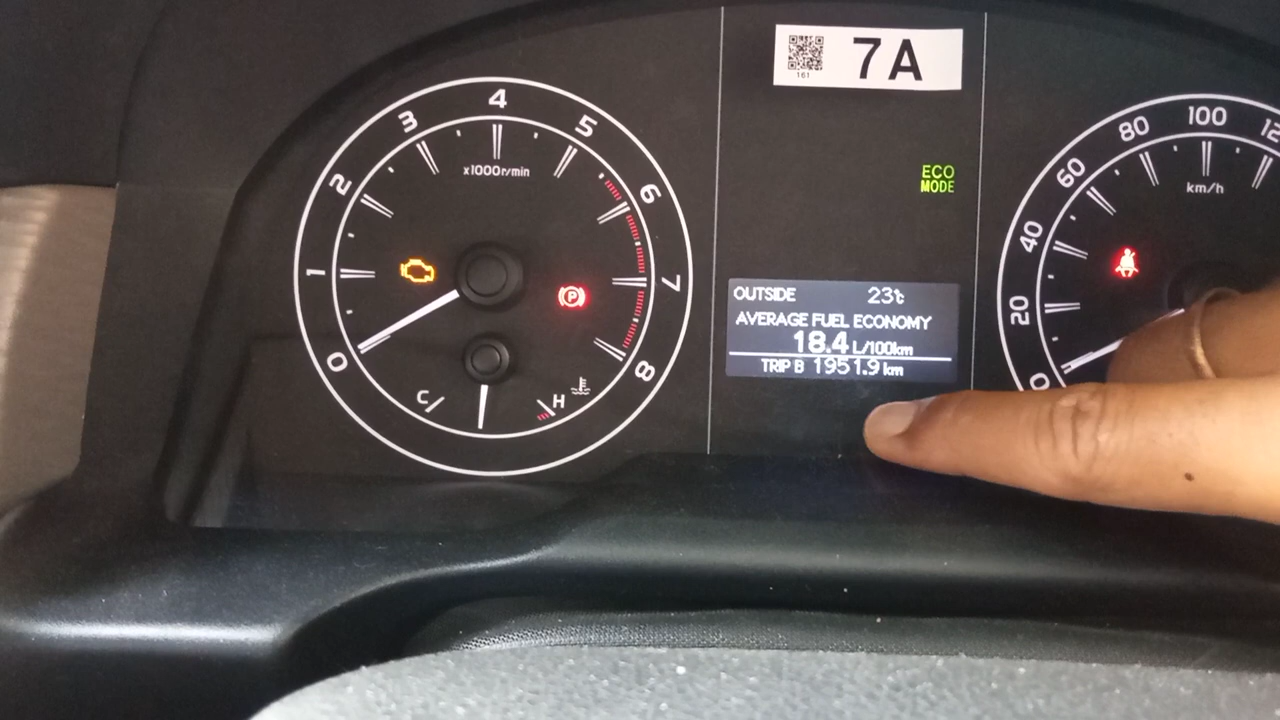 7A
161
ECO
MODE
OUTSIDE 23℃
AVERAGE FUEL ECONOMY
18.4 L/100km
TRIP B 1951.9 km
0
1
2
3
4
5
6
7
8
x1000r/min
C
H
P
0
20
40
60
80
100
km/h